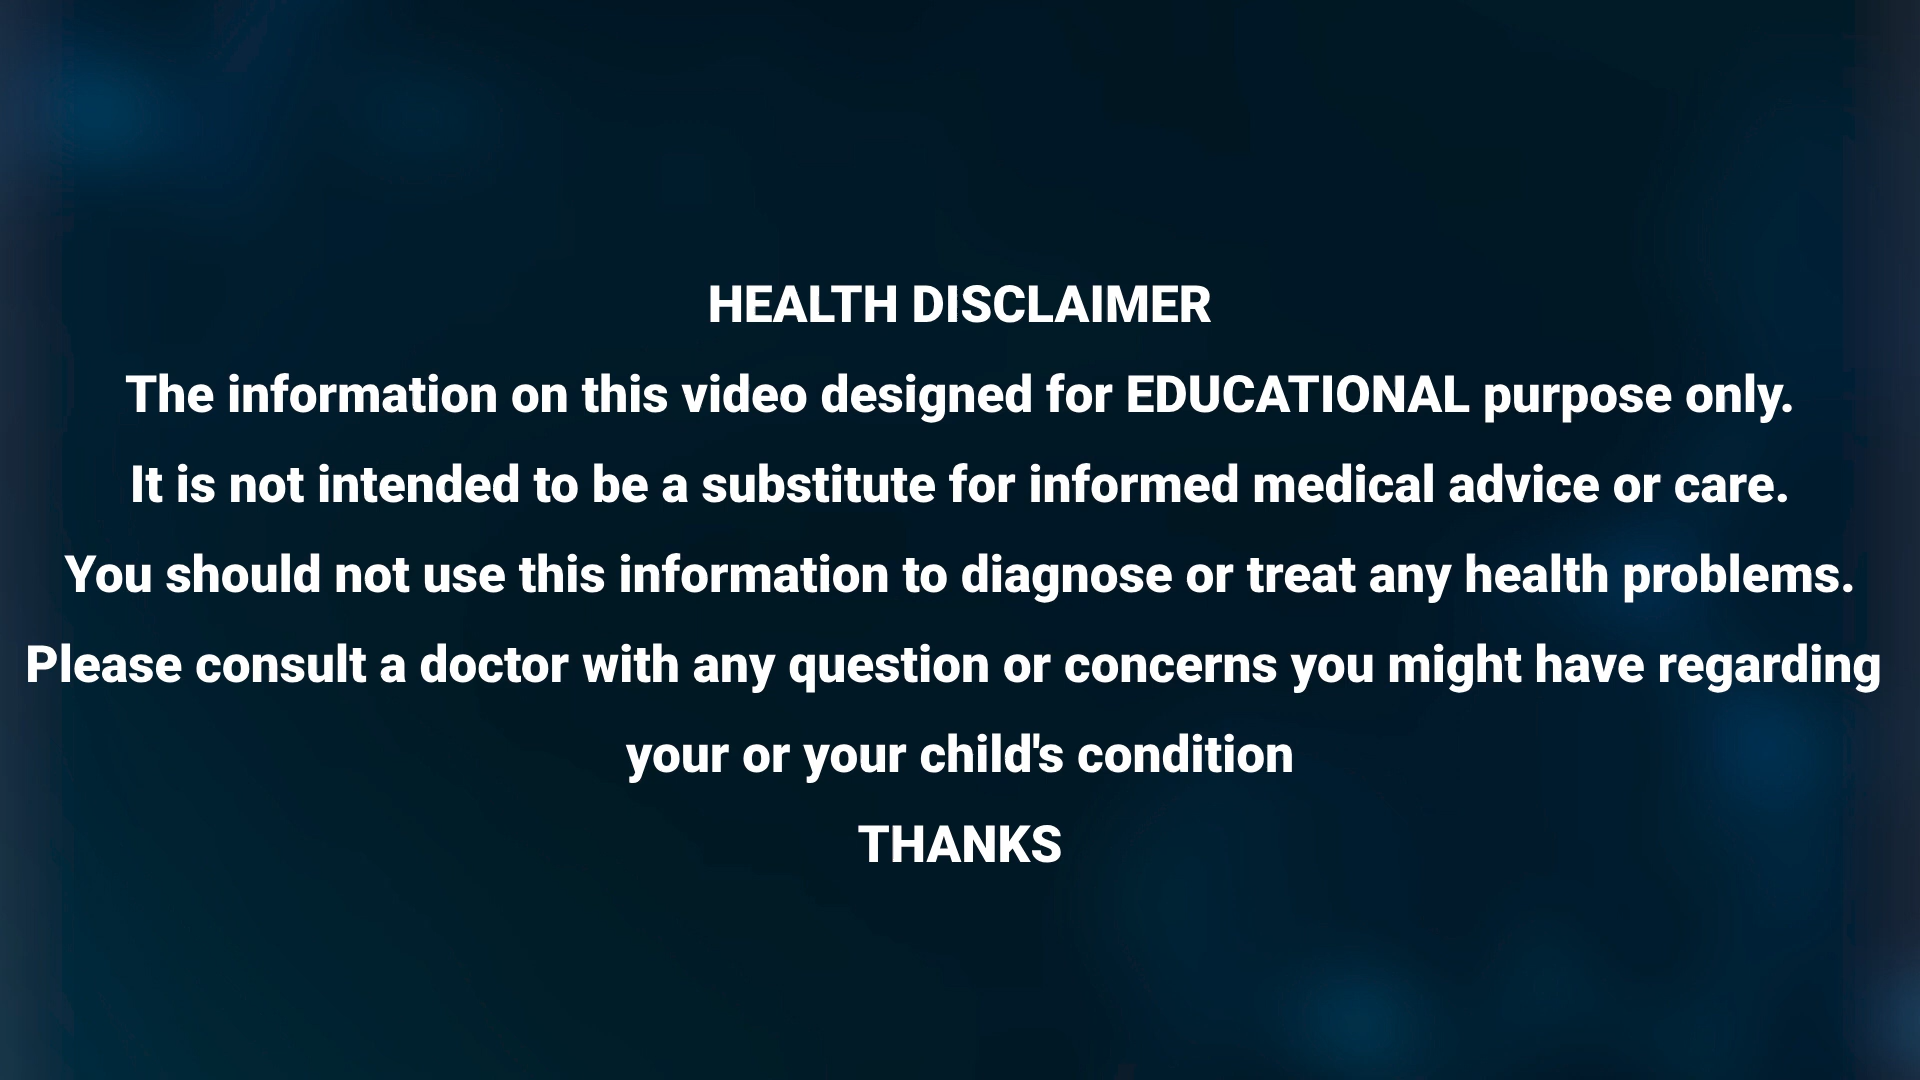 HEALTH DISCLAIMER
The information on this video designed for EDUCATIONAL purpose only.
It is not intended to be a substitute for informed medical advice or care.
You should not use this information to diagnose or treat any health problems.
Please consult a doctor with any question or concerns you might have regarding
your or your child's condition
THANKS